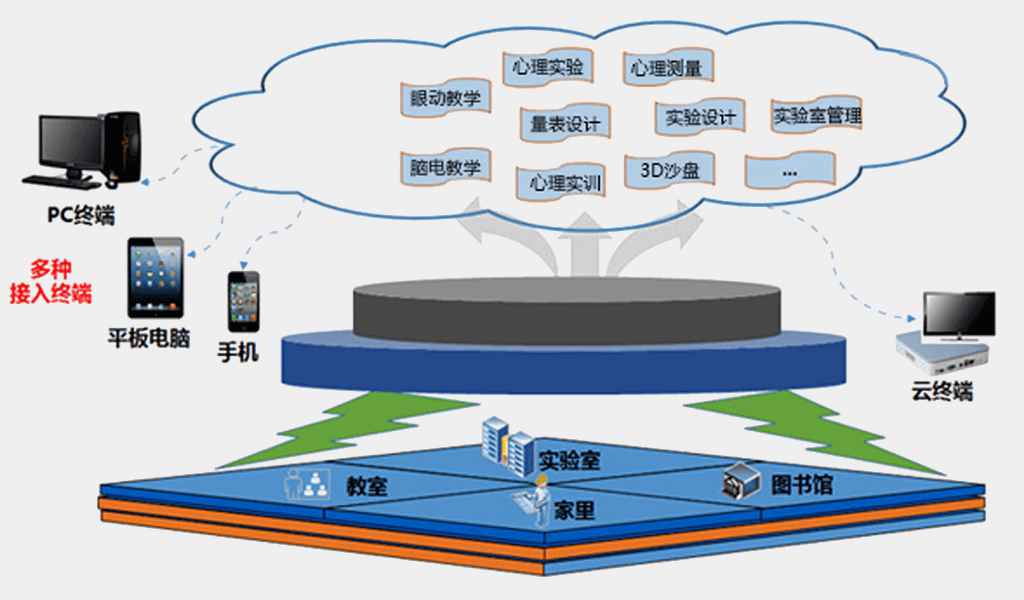 心理实验
心理测量
眼动教学
量表设计
实验设计
实验室管理
脑电教学
心理实训
3D沙盘
...
PC终端
多种
接入终端
平板电脑
手机
云终端
实验室
教室
图书馆
家里